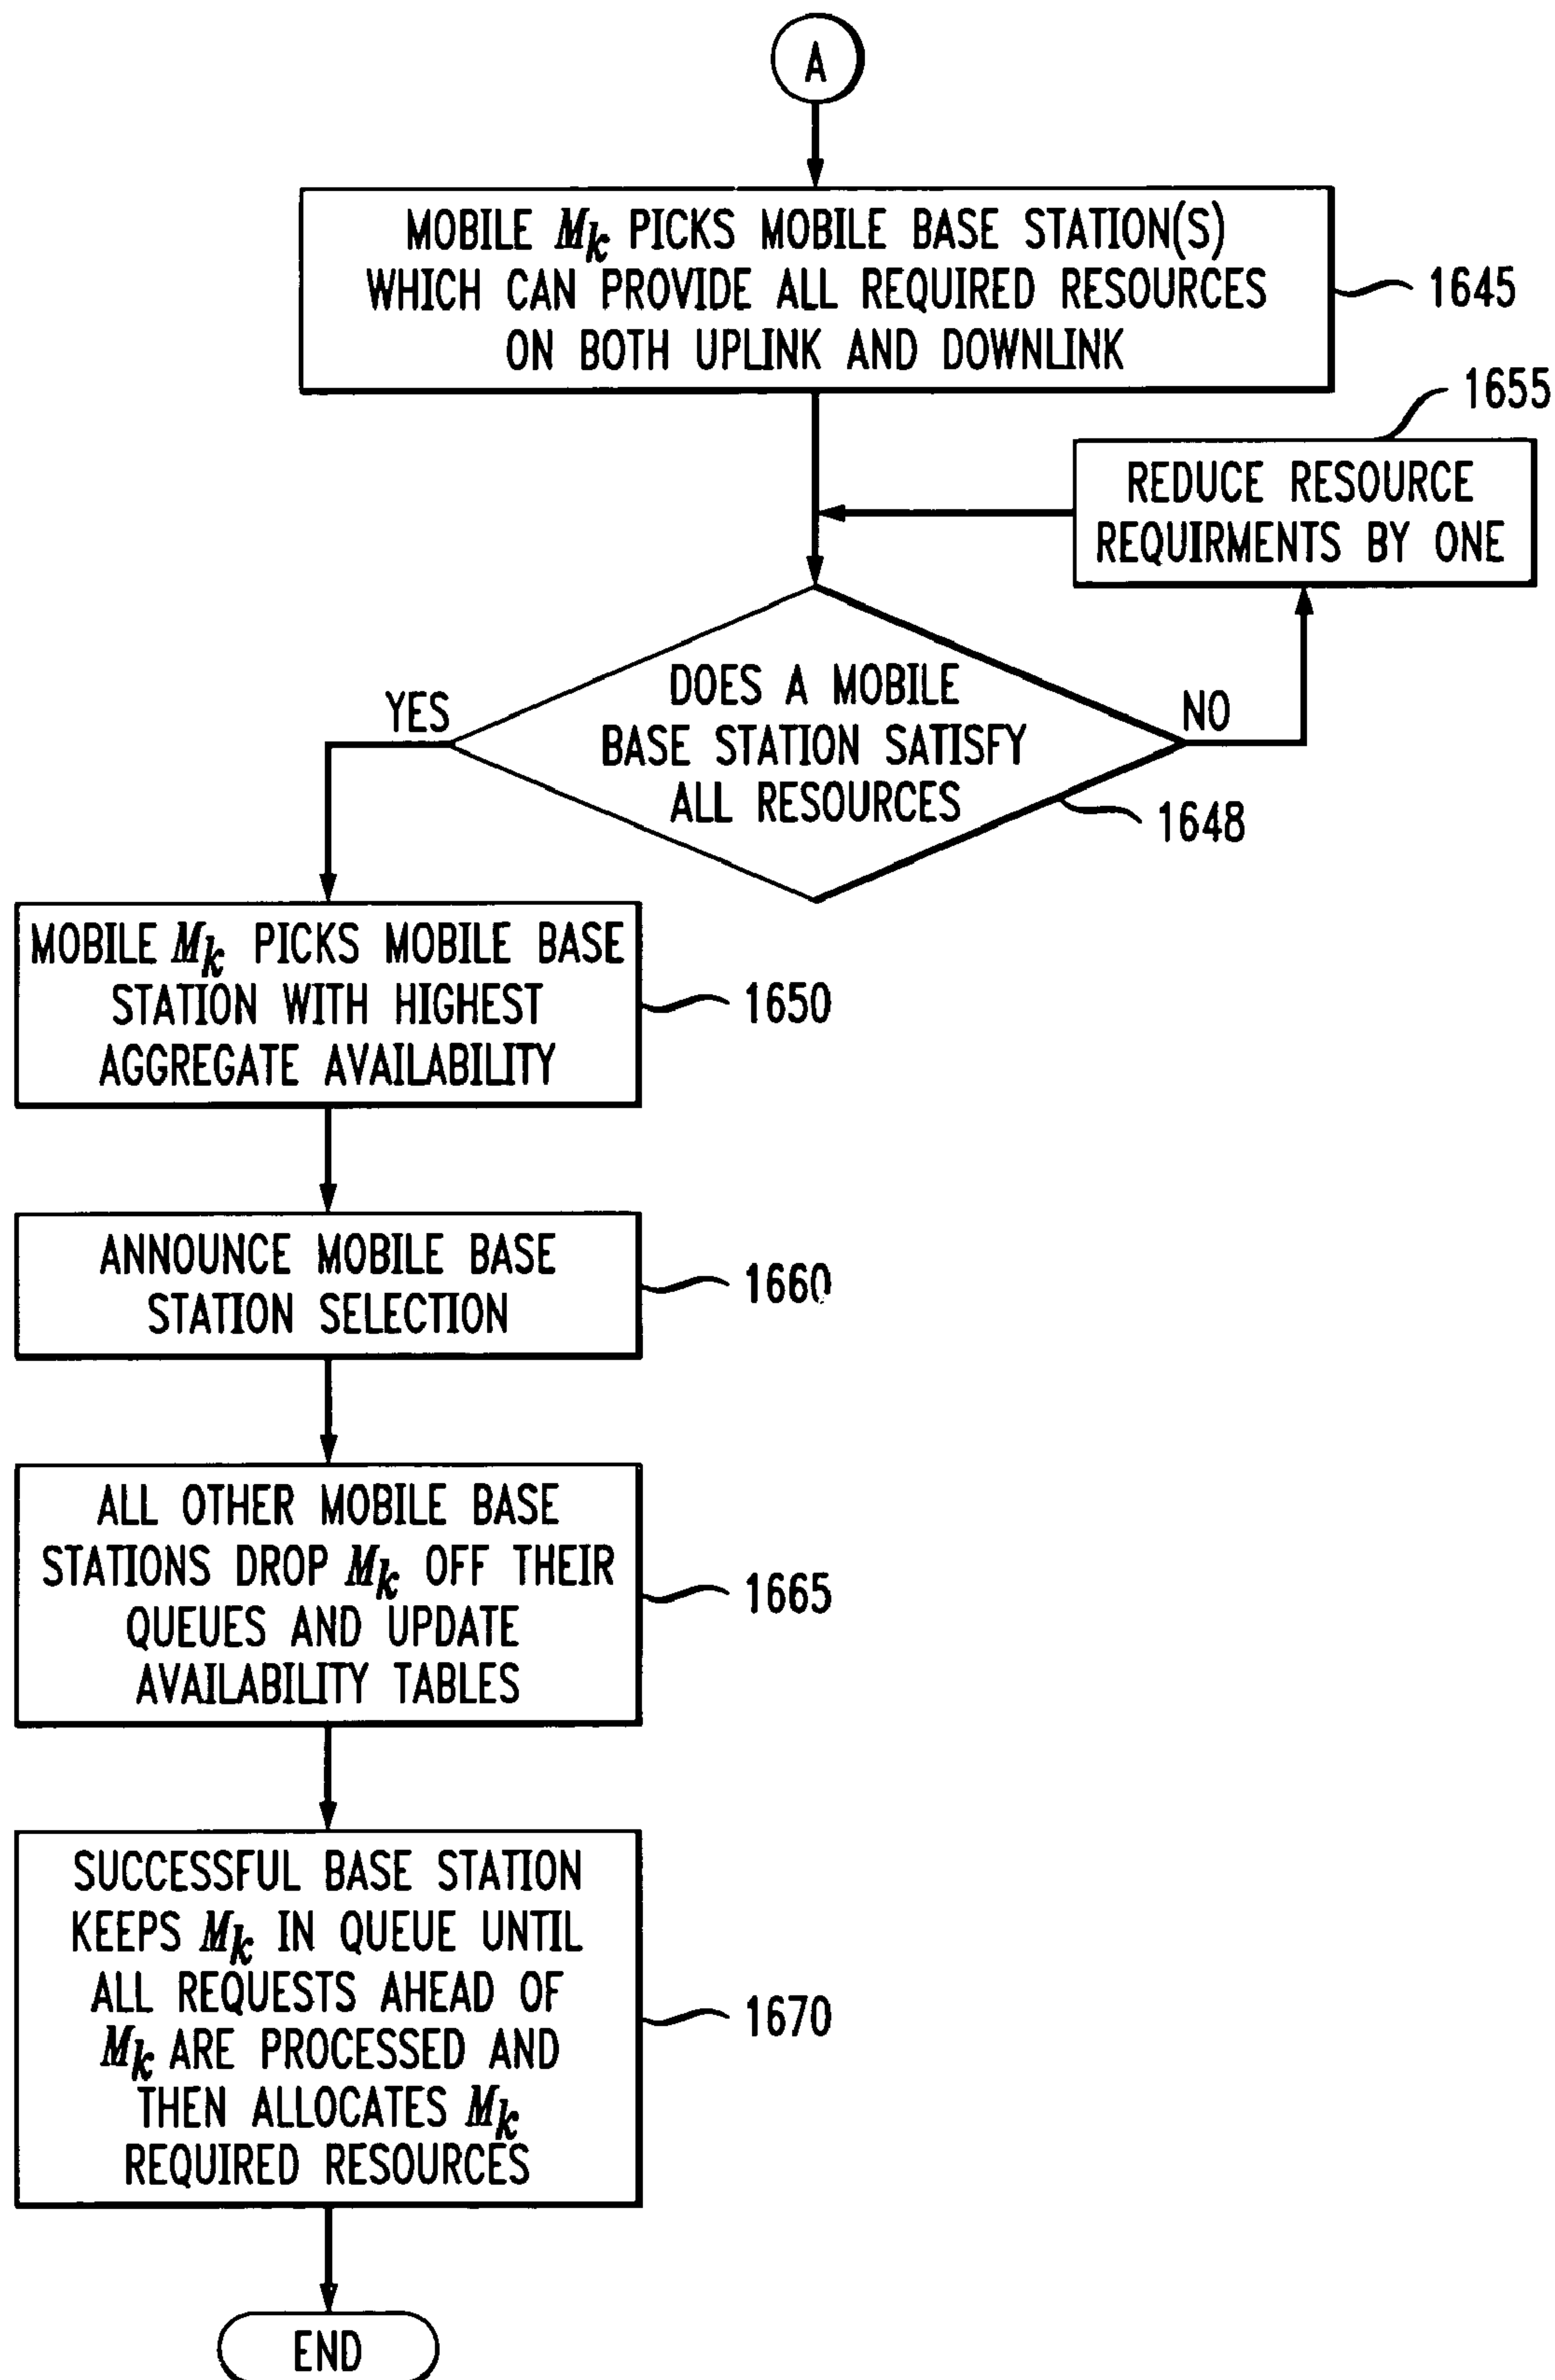 A
MOBILE Mk PICKS MOBILE BASE STATION(S)
WHICH CAN PROVIDE ALL REQUIRED RESOURCES
ON BOTH UPLINK AND DOWNLINK
1645
1655
REDUCE RESOURCE
REQUIRMENTS BY ONE
DOES A MOBILE
BASE STATION SATISFY
ALL RESOURCES
YES
NO
1648
MOBILE Mk PICKS MOBILE BASE
STATION WITH HIGHEST
AGGREGATE AVAILABILITY
1650
ANNOUNCE MOBILE BASE
STATION SELECTION
1660
ALL OTHER MOBILE BASE
STATIONS DROP Mk OFF THEIR
QUEUES AND UPDATE
AVAILABILITY TABLES
1665
SUCCESSFUL BASE STATION
KEEPS Mk IN QUEUE UNTIL
ALL REQUESTS AHEAD OF
Mk ARE PROCESSED AND
THEN ALLOCATES Mk
REQUIRED RESOURCES
1670
END